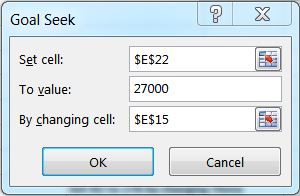 Goal Seek
Set cell: $E$22
To value: 27000
By changing cell: $E$15
OK Cancel